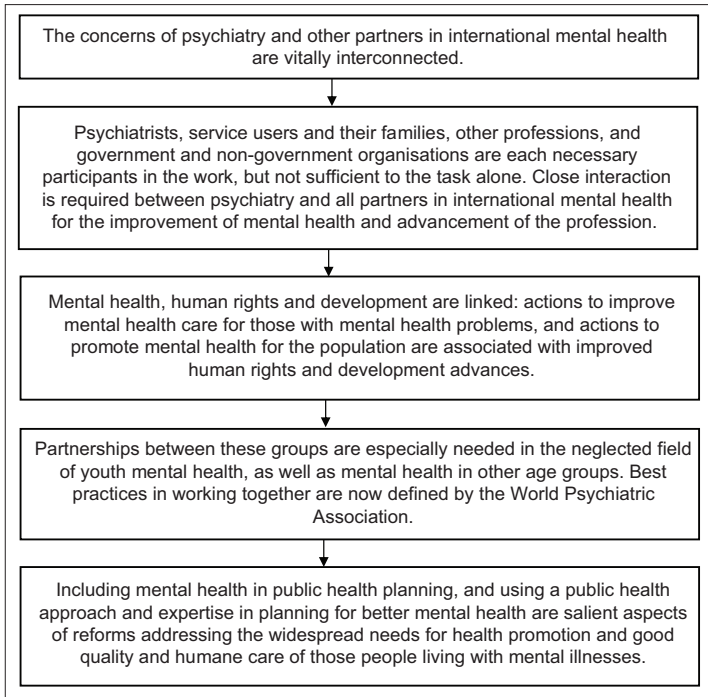 The concerns of psychiatry and other partners in international mental health
are vitally interconnected.
Psychiatrists, service users and their families, other professions, and
government and non-government organisations are each necessary
participants in the work, but not sufficient to the task alone. Close interaction
is required between psychiatry and all partners in international mental health
for the improvement of mental health and advancement of the profession.
Mental health, human rights and development are linked: actions to improve
mental health care for those with mental health problems, and actions to
promote mental health for the population are associated with improved
human rights and development advances.
Partnerships between these groups are especially needed in the neglected field
of youth mental health, as well as mental health in other age groups. Best
practices in working together are now defined by the World Psychiatric
Association.
Including mental health in public health planning, and using a public health
approach and expertise in planning for better mental health are salient aspects
of reforms addressing the widespread needs for health promotion and good
quality and humane care of those people living with mental illnesses.